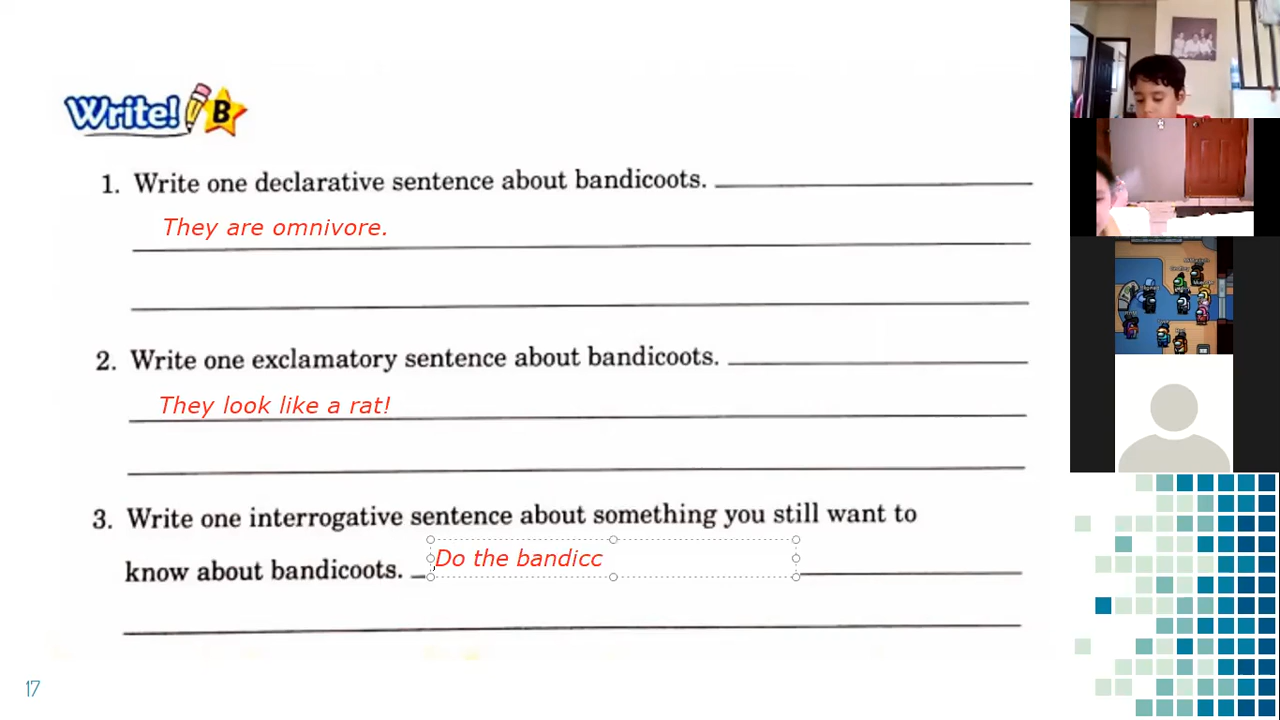 Write! B
1. Write one declarative sentence about bandicoots.
They are omnivore.
2. Write one exclamatory sentence about bandicoots.
They look like a rat!
3. Write one interrogative sentence about something you still want to
know about bandicoots. Do the bandicc
17